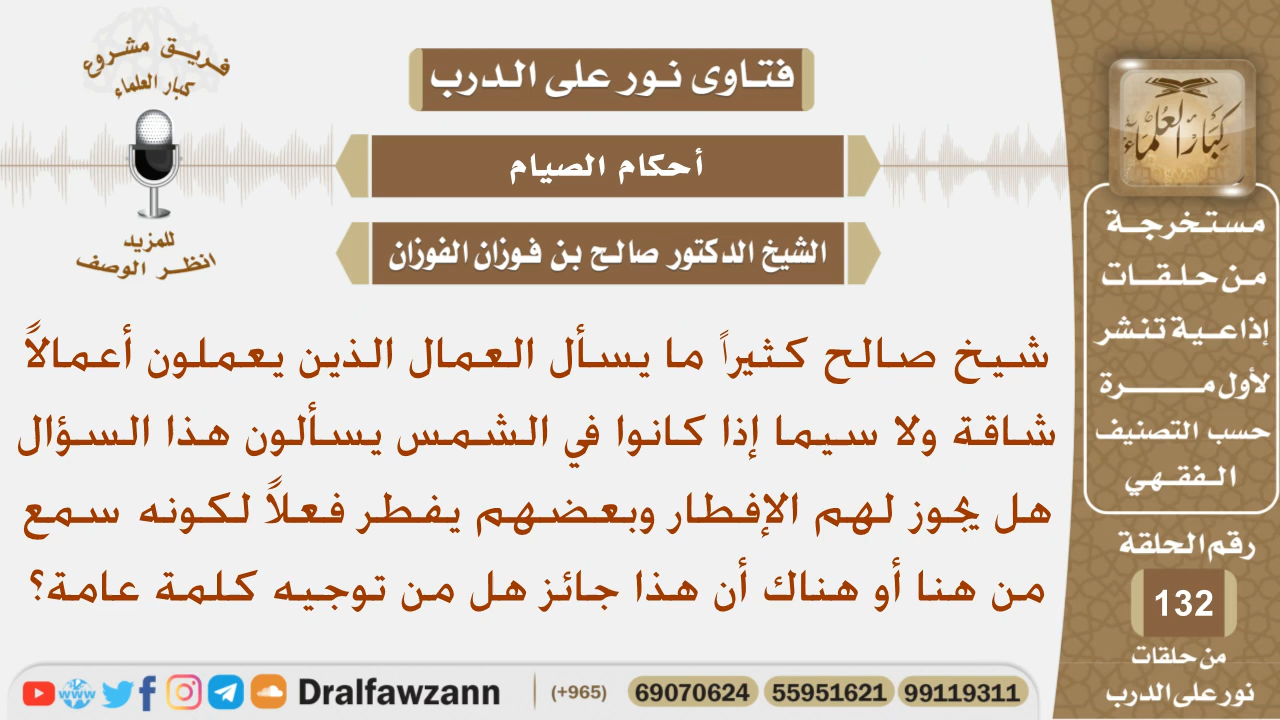 فريق مشروع
كبار العلماء
فتاوى نور على الدرب
أحكام الصيام
الشيخ الدكتور صالح بن فوزان الفوزان
للمزيد
انظر الوصف
شيخ صالح كثيراً ما يسأل العمال الذين يعملون أعمالاً
شاقة ولا سيما إذا كانوا في الشمس يسألون هذا السؤال
هل يجوز لهم الإفطار وبعضهم يفطر فعلاً لكونه سمع
من هنا أو هناك أن هذا جائز هل من توجيه كلمة عامة؟
كبار العلماء
مستخرجة
من حلقات
إذاعية تنشر
لأول مرة
حسب التصنيف
الفقهي
رقم الحلقة
132
من حلقات
نور على الدرب
www
Dralfawzann
(+965)
69070624
55951621
99119311